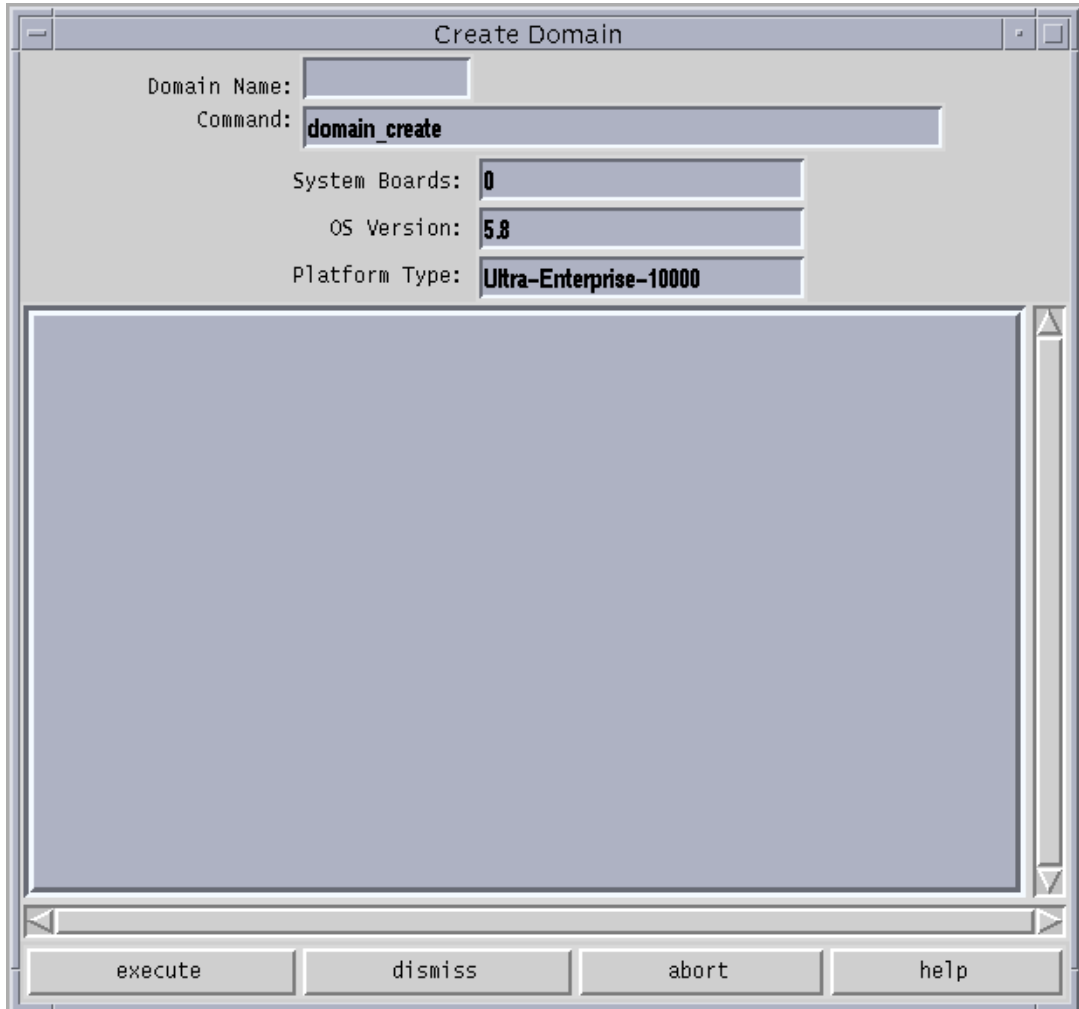 Create Domain
Domain Name:
Command: domain_create
System Boards: 0
OS Version: 5.8
Platform Type: Ultra-Enterprise-10000
execute dismiss abort help